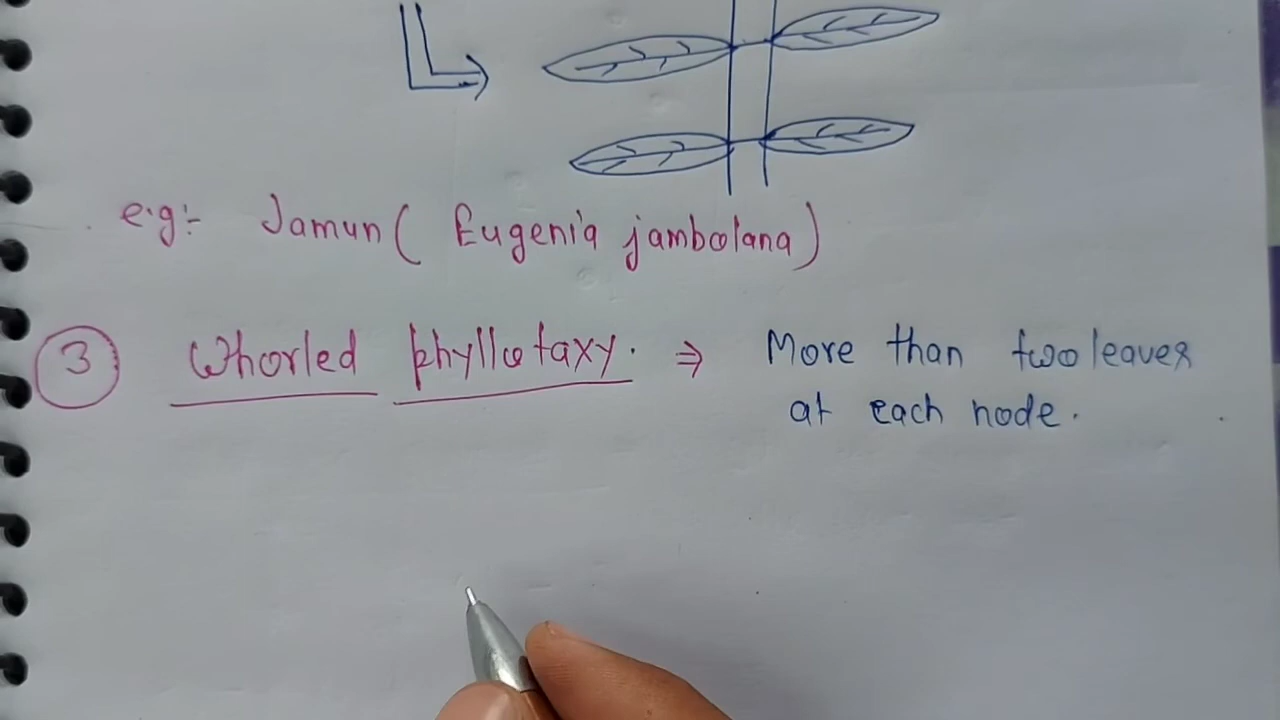 e.g:- Jamun ( Eugenia jambolana )
3 Whorled phyllotaxy. ⇒ More than two leaves
at each node.